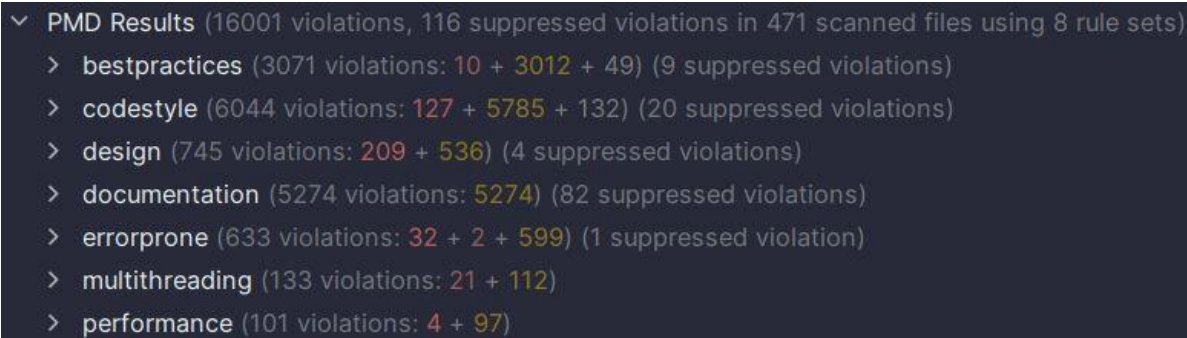 PMD Results (16001 violations, 116 suppressed violations in 471 scanned files using 8 rule sets)
bestpractices (3071 violations: 10 + 3012 + 49) (9 suppressed violations)
codestyle (6044 violations: 127 + 5785 + 132) (20 suppressed violations)
design (745 violations: 209 + 536) (4 suppressed violations)
documentation (5274 violations: 5274) (82 suppressed violations)
errorprone (633 violations: 32 + 2 + 599) (1 suppressed violation)
multithreading (133 violations: 21 + 112)
performance (101 violations: 4 + 97)